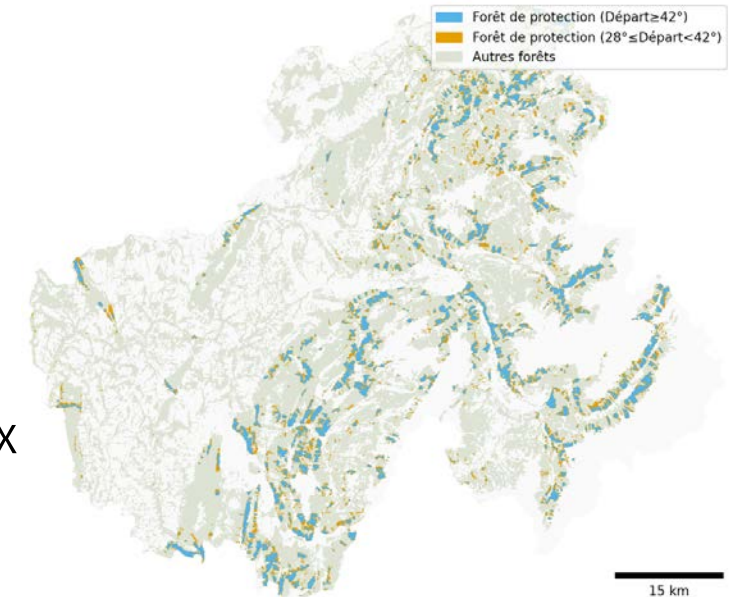 Forêt de protection (Départ≥42°)
Forêt de protection (28°≤Départ<42°)
Autres forêts
X
15 km